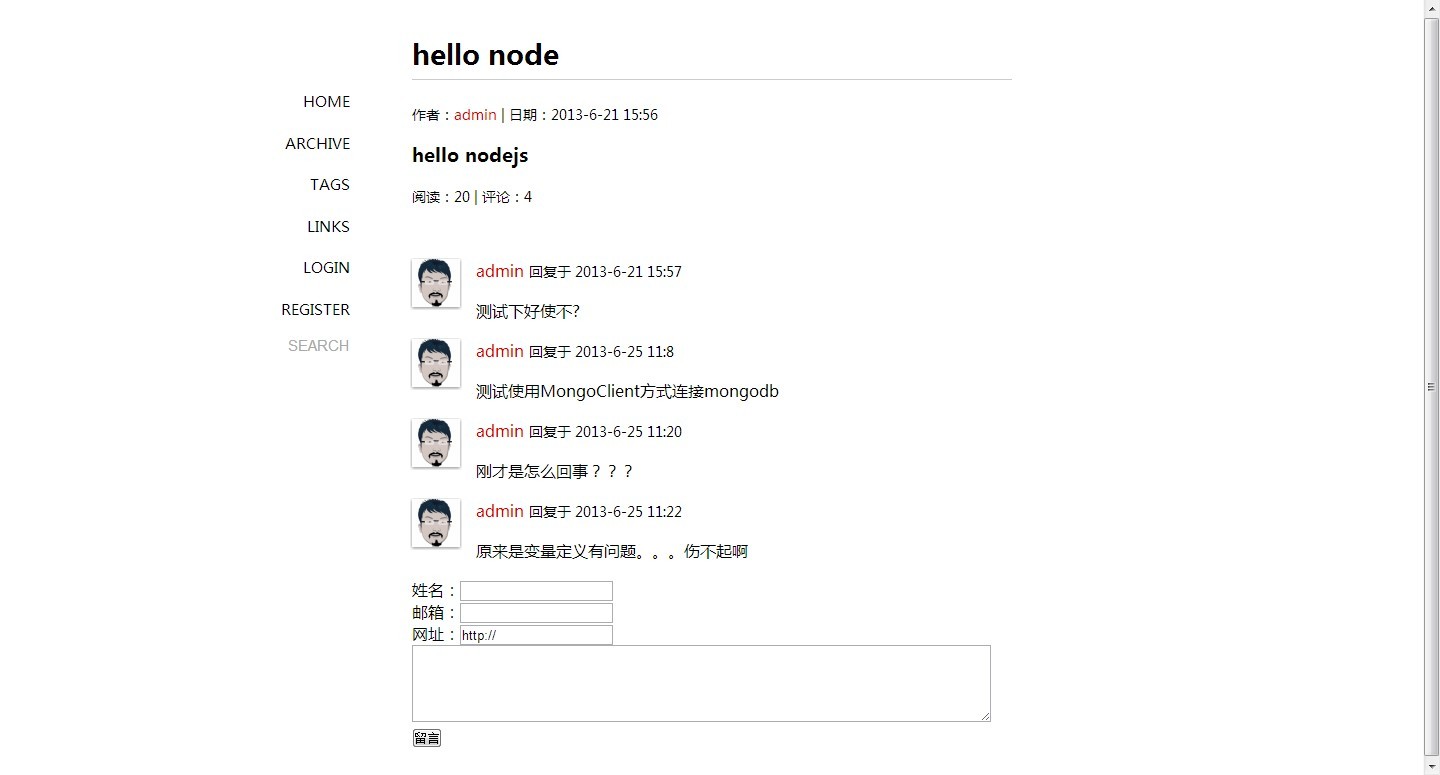 hello node
HOME
ARCHIVE
TAGS
LINKS
LOGIN
REGISTER
SEARCH
作者：admin | 日期：2013-6-21 15:56
hello nodejs
阅读：20 | 评论：4
admin 回复于 2013-6-21 15:57
测试下好使不?
admin 回复于 2013-6-25 11:8
测试使用MongoClient方式连接mongodb
admin 回复于 2013-6-25 11:20
刚才是怎么回事？？？
admin 回复于 2013-6-25 11:22
原来是变量定义有问题。。。伤不起啊
姓名：
邮箱：
网址：http://
留言